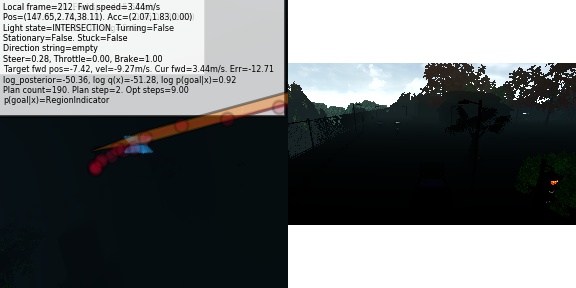 Local frame=212. Fwd speed=3.44m/s
Pos=(147.65,2.74,38.11). Acc=(2.07,1.83,0.00)
Light state=INTERSECTION. Turning=False
Stationary=False. Stuck=False
Direction string=empty
Steer=0.28, Throttle=0.00, Brake=1.00
Target fwd pos=-7.42, vel=-9.27m/s. Cur fwd=3.44m/s. Err=-12.71
log_posterior=-50.36, log q(x)=-51.28, log p(goal|x)=0.92
Plan count=190. Plan step=2. Opt steps=9.00
p(goal|x)=RegionIndicator